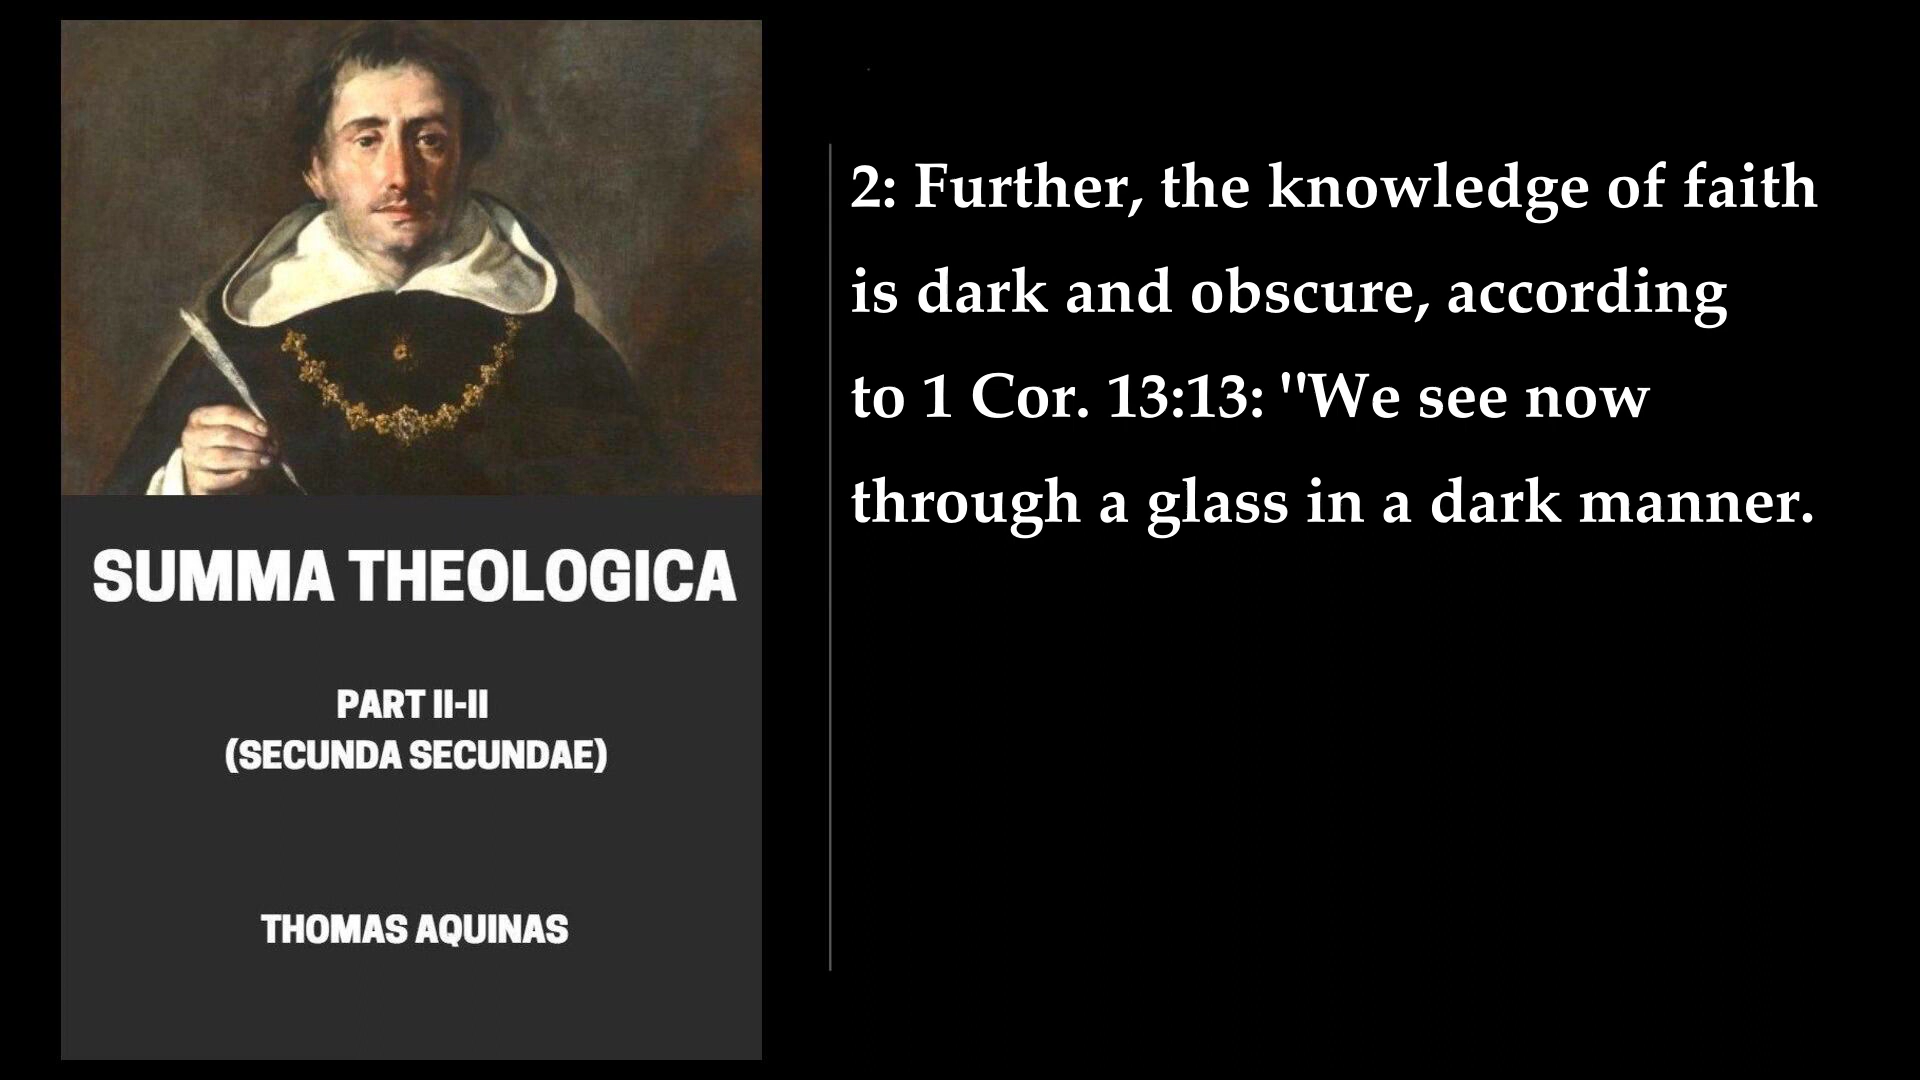 SUMMA THEOLOGICA
PART II-II
(SECUNDA SECUNDAE)
THOMAS AQUINAS
2: Further, the knowledge of faith
is dark and obscure, according
to 1 Cor. 13:13: "We see now
through a glass in a dark manner.